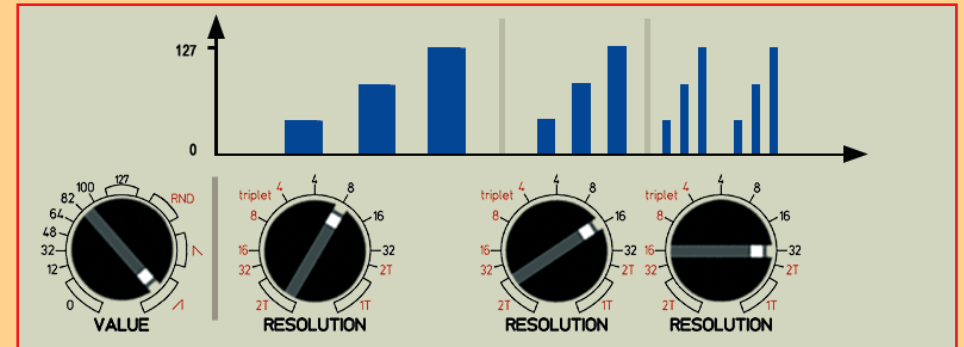 127
0
127
100
82
64
48
32
12
0
RND
VALUE
triplet 4 4 8
8 16
16 32
32 2T
2T 1T
RESOLUTION
triplet 4 4 8
8 16
16 32
32 2T
2T 1T
RESOLUTION
triplet 4 4 8
8 16
16 32
32 2T
2T 1T
RESOLUTION